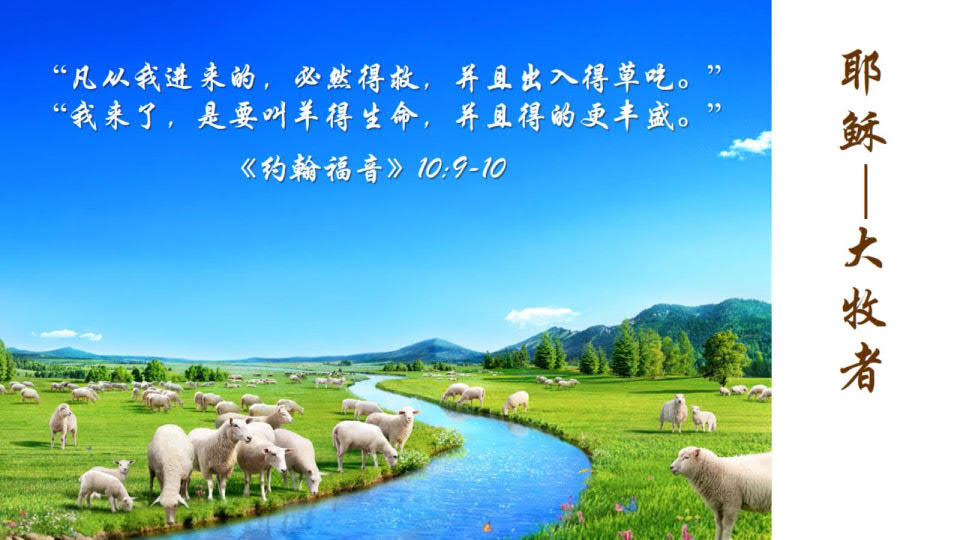 “凡从我进来的，必然得救，并且出入得草吃。”
“我来了，是要叫羊得生命，并且得的更丰盛。”
《约翰福音》10:9-10
耶稣—大牧者